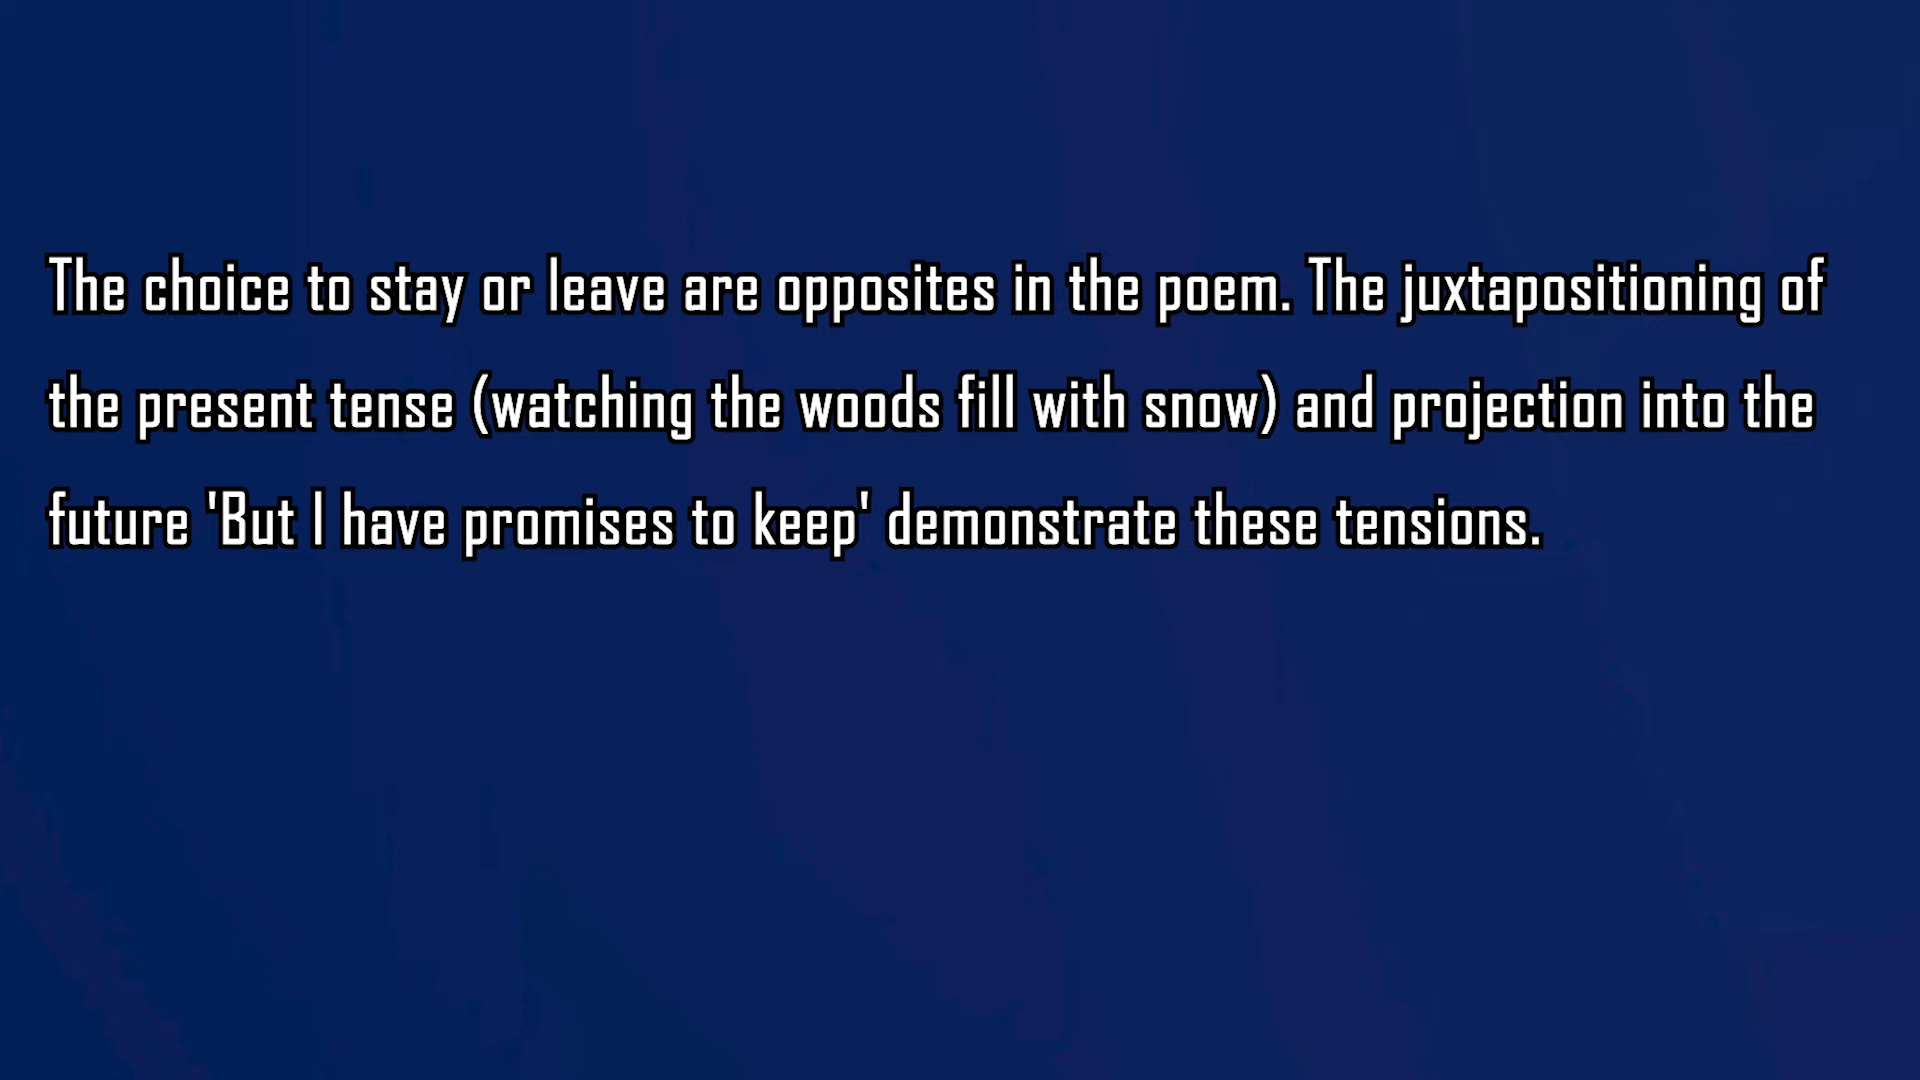 The choice to stay or leave are opposites in the poem. The juxtapositioning of
the present tense (watching the woods fill with snow) and projection into the
future 'But I have promises to keep' demonstrate these tensions.